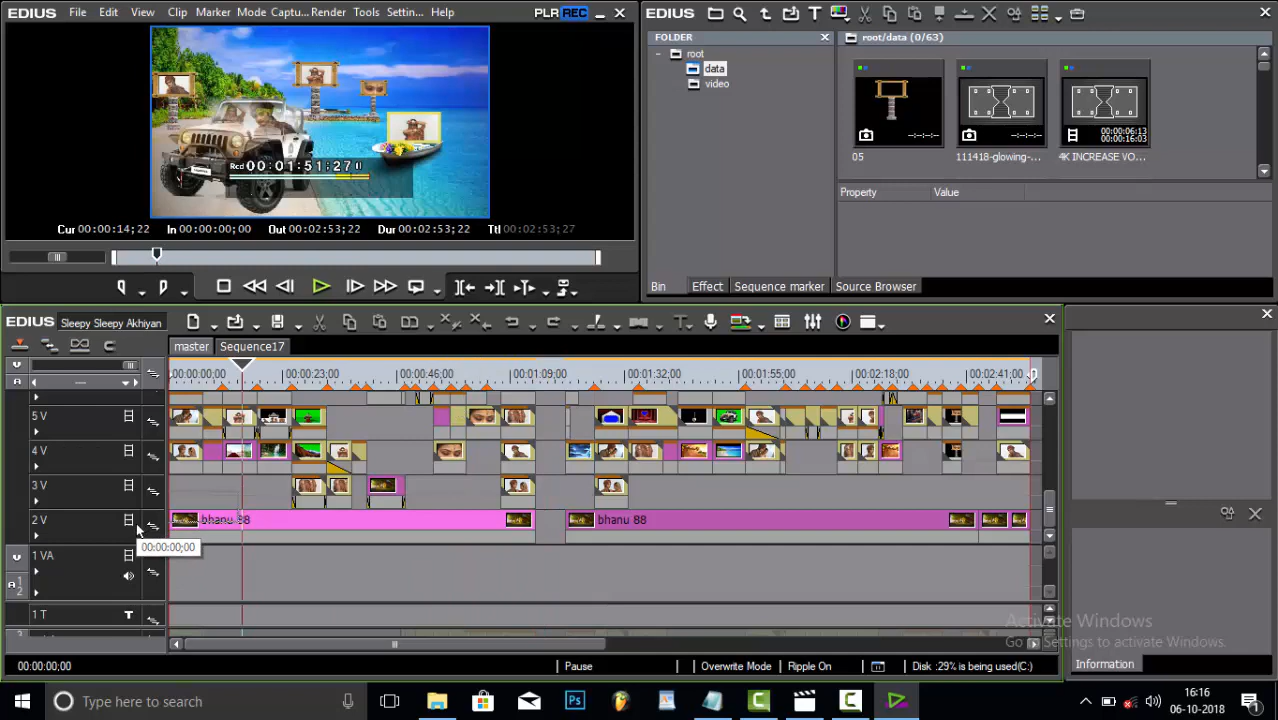 EDIUS File Edit View Clip Marker Mode Captu... Render Tools Settin... Help PLR REC
Rcd 00:01:51:27
Cur 00:00:14;22 In 00:00:00;00 Out 00:02:53;22 Dur 00:02:53;22 Ttl 00:02:53;27
EDIUS
FOLDER
root
data
video
root/data (0/63)
05
111418-glowing-...
00:00:06:13
00:00:16:03
4K INCREASE VO...
Property Value
Bin Effect Sequence marker Source Browser
EDIUS Sleepy Sleepy Akhiyan
master Sequence17
00:00:00;00 00:00:23;00 00:00:46;00 00:01:09;00 00:01:32;00 00:01:55;00 00:02:18;00 00:02:41;00
5 V
4 V
3 V
2 V bhanu 88 bhanu 88
00:00:00;00
1 VA
1
2
1 T
Activate Windows
Go to Settings to activate Windows.
Information
00:00:00;00 Pause Overwrite Mode Ripple On Disk :29% is being used(C:)
Type here to search
16:16
06-10-2018
1